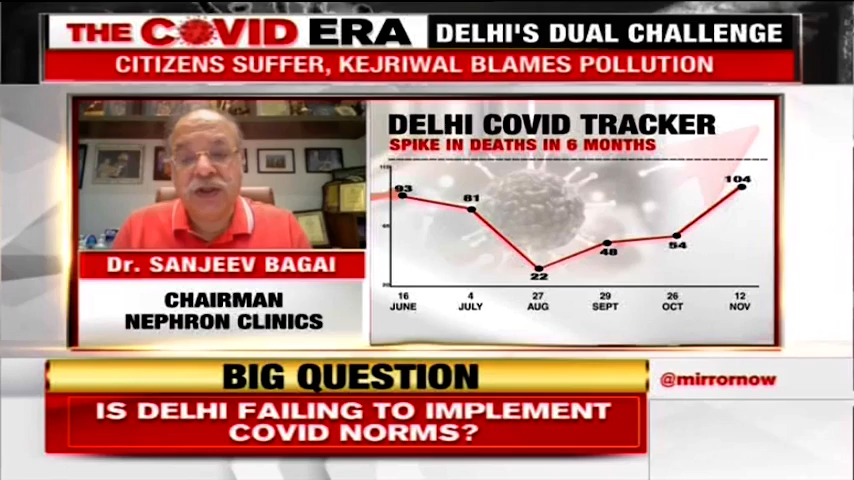 THE COVID ERA
DELHI'S DUAL CHALLENGE
CITIZENS SUFFER, KEJRIWAL BLAMES POLLUTION
DELHI COVID TRACKER
SPIKE IN DEATHS IN 6 MONTHS
93
81
22
48
54
104
16 JUNE
4 JULY
27 AUG
29 SEPT
26 OCT
12 NOV
Dr. SANJEEV BAGAI
CHAIRMAN
NEPHRON CLINICS
BIG QUESTION
@mirrornow
IS DELHI FAILING TO IMPLEMENT
COVID NORMS?